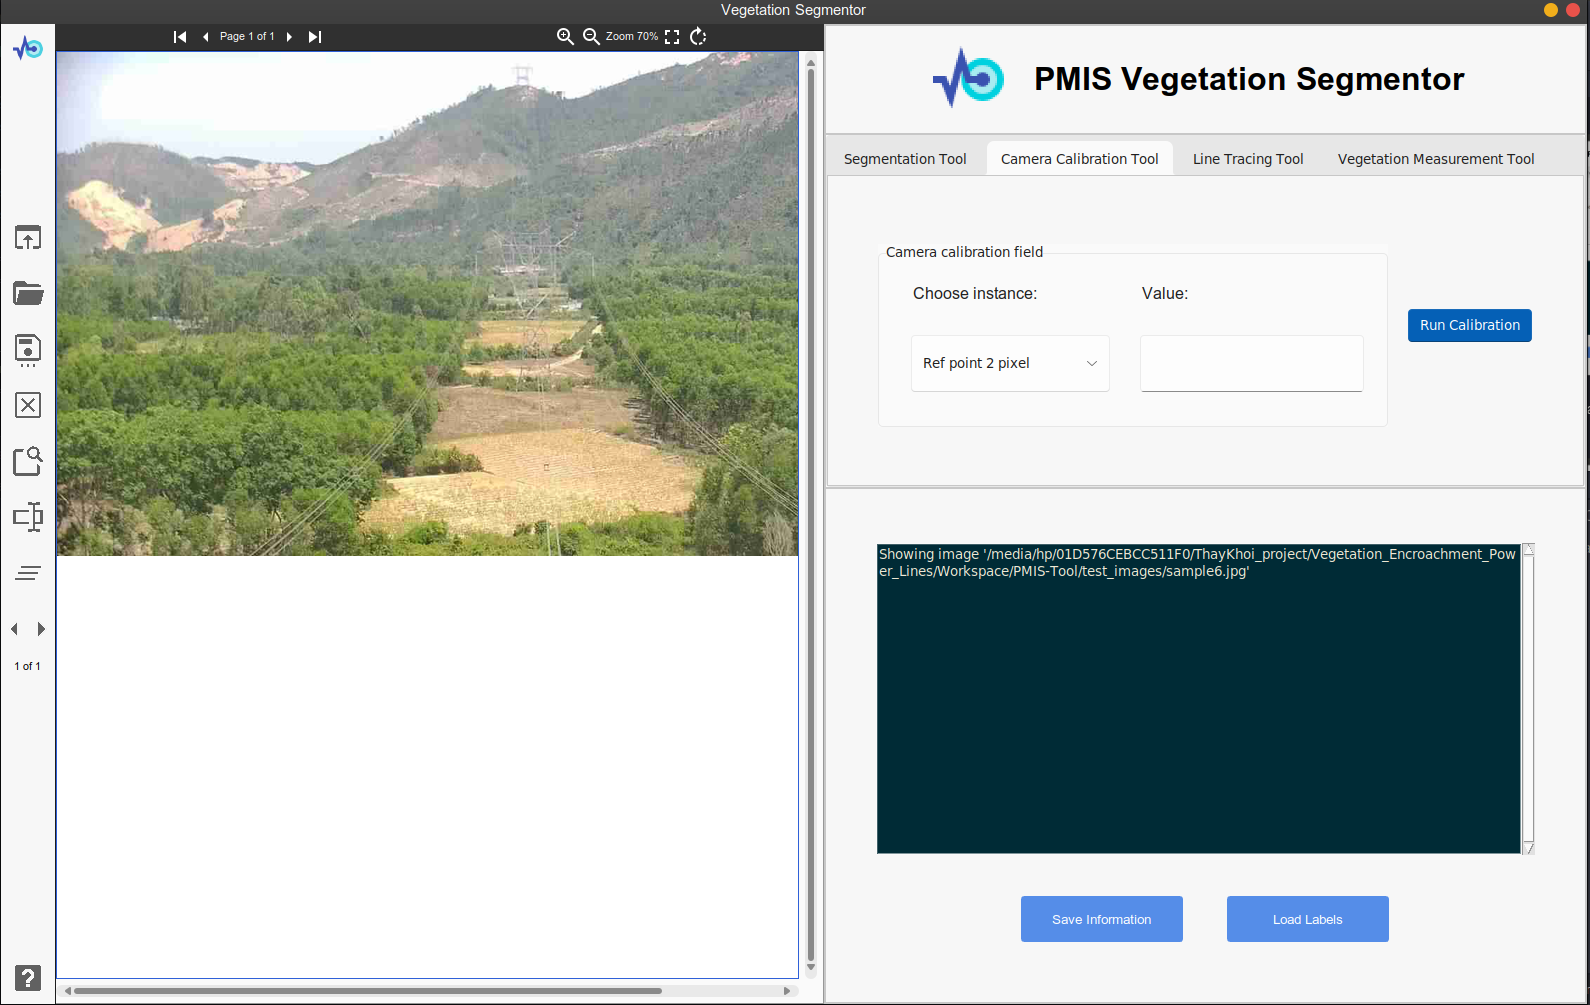 Vegetation Segmentor
Page 1 of 1
Zoom 70%
PMIS Vegetation Segmentor
Segmentation Tool
Camera Calibration Tool
Line Tracing Tool
Vegetation Measurement Tool
Camera calibration field
Choose instance:
Value:
Ref point 2 pixel
Run Calibration
1 of 1
Showing image '/media/hp/01D576CEBCC511F0/ThayKhoi_project/Vegetation_Encroachment_Pow
er_Lines/Workspace/PMIS-Tool/test_images/sample6.jpg'
Save Information
Load Labels
?